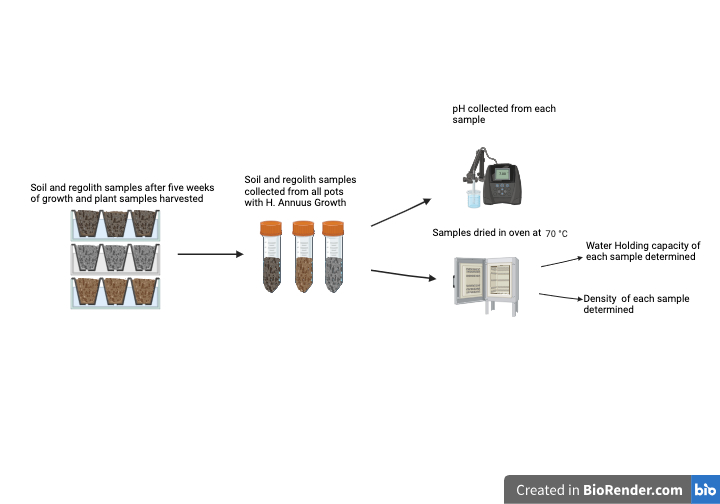 pH collected from each
sample
Soil and regolith samples after five weeks
of growth and plant samples harvested
Soil and regolith samples
collected from all pots
with H. Annuus Growth
Samples dried in oven at 70 °C
Water Holding capacity of
each sample determined
Density of each sample
determined
Created in BioRender.com bio